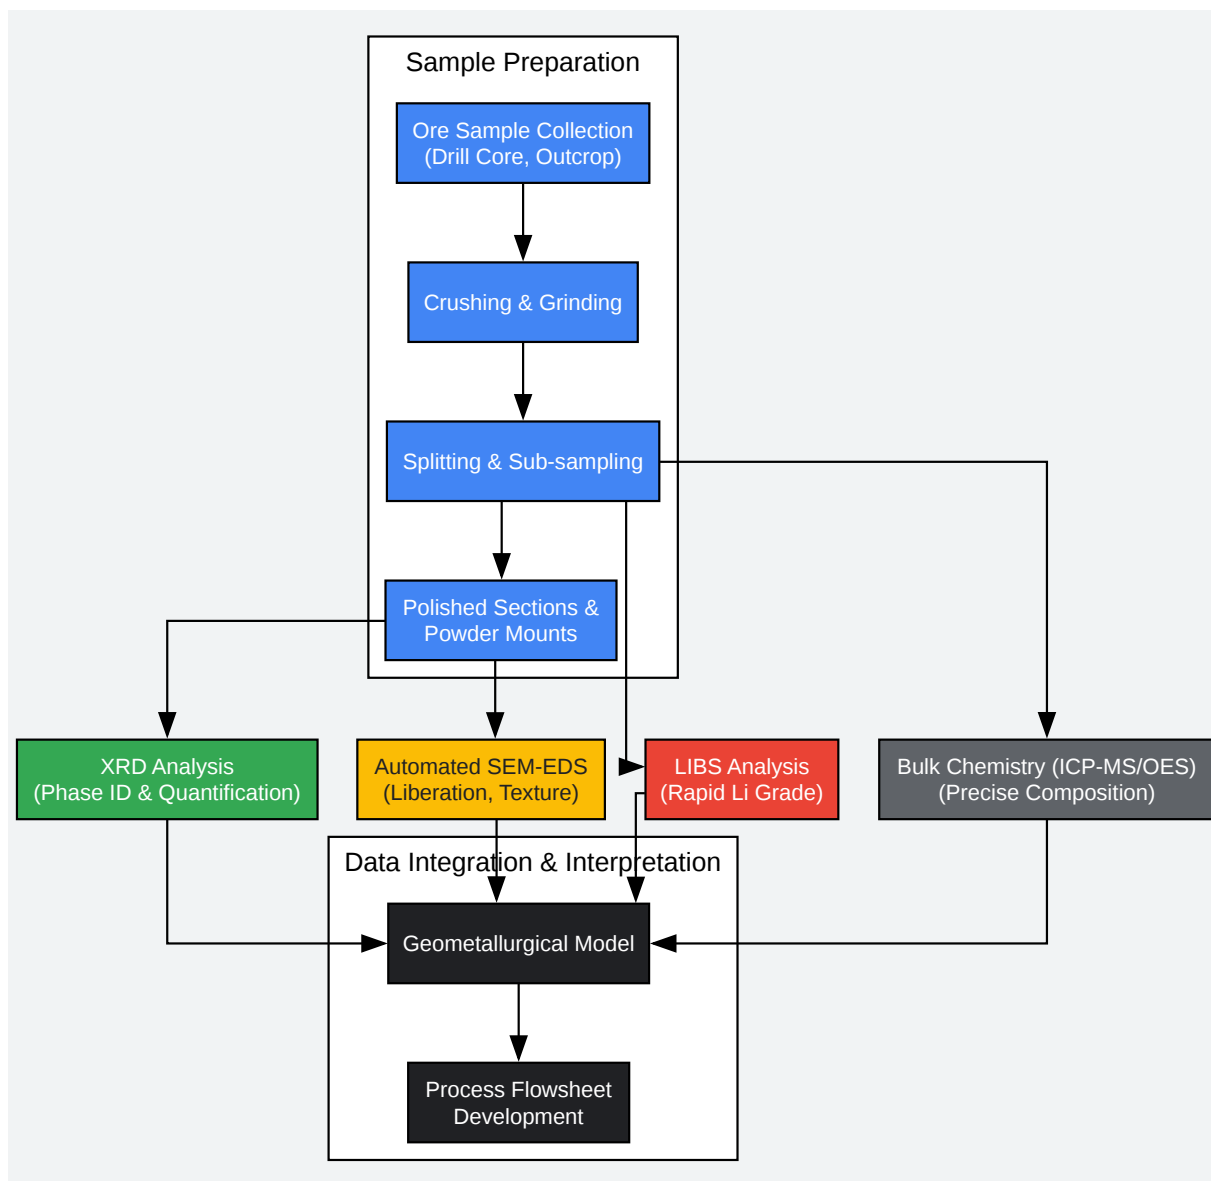 Sample Preparation
Ore Sample Collection
(Drill Core, Outcrop)
Crushing & Grinding
Splitting & Sub-sampling
Polished Sections &
Powder Mounts
XRD Analysis
(Phase ID & Quantification)
Automated SEM-EDS
(Liberation, Texture)
LIBS Analysis
(Rapid Li Grade)
Bulk Chemistry (ICP-MS/OES)
(Precise Composition)
Data Integration & Interpretation
Geometallurgical Model
Process Flowsheet
Development